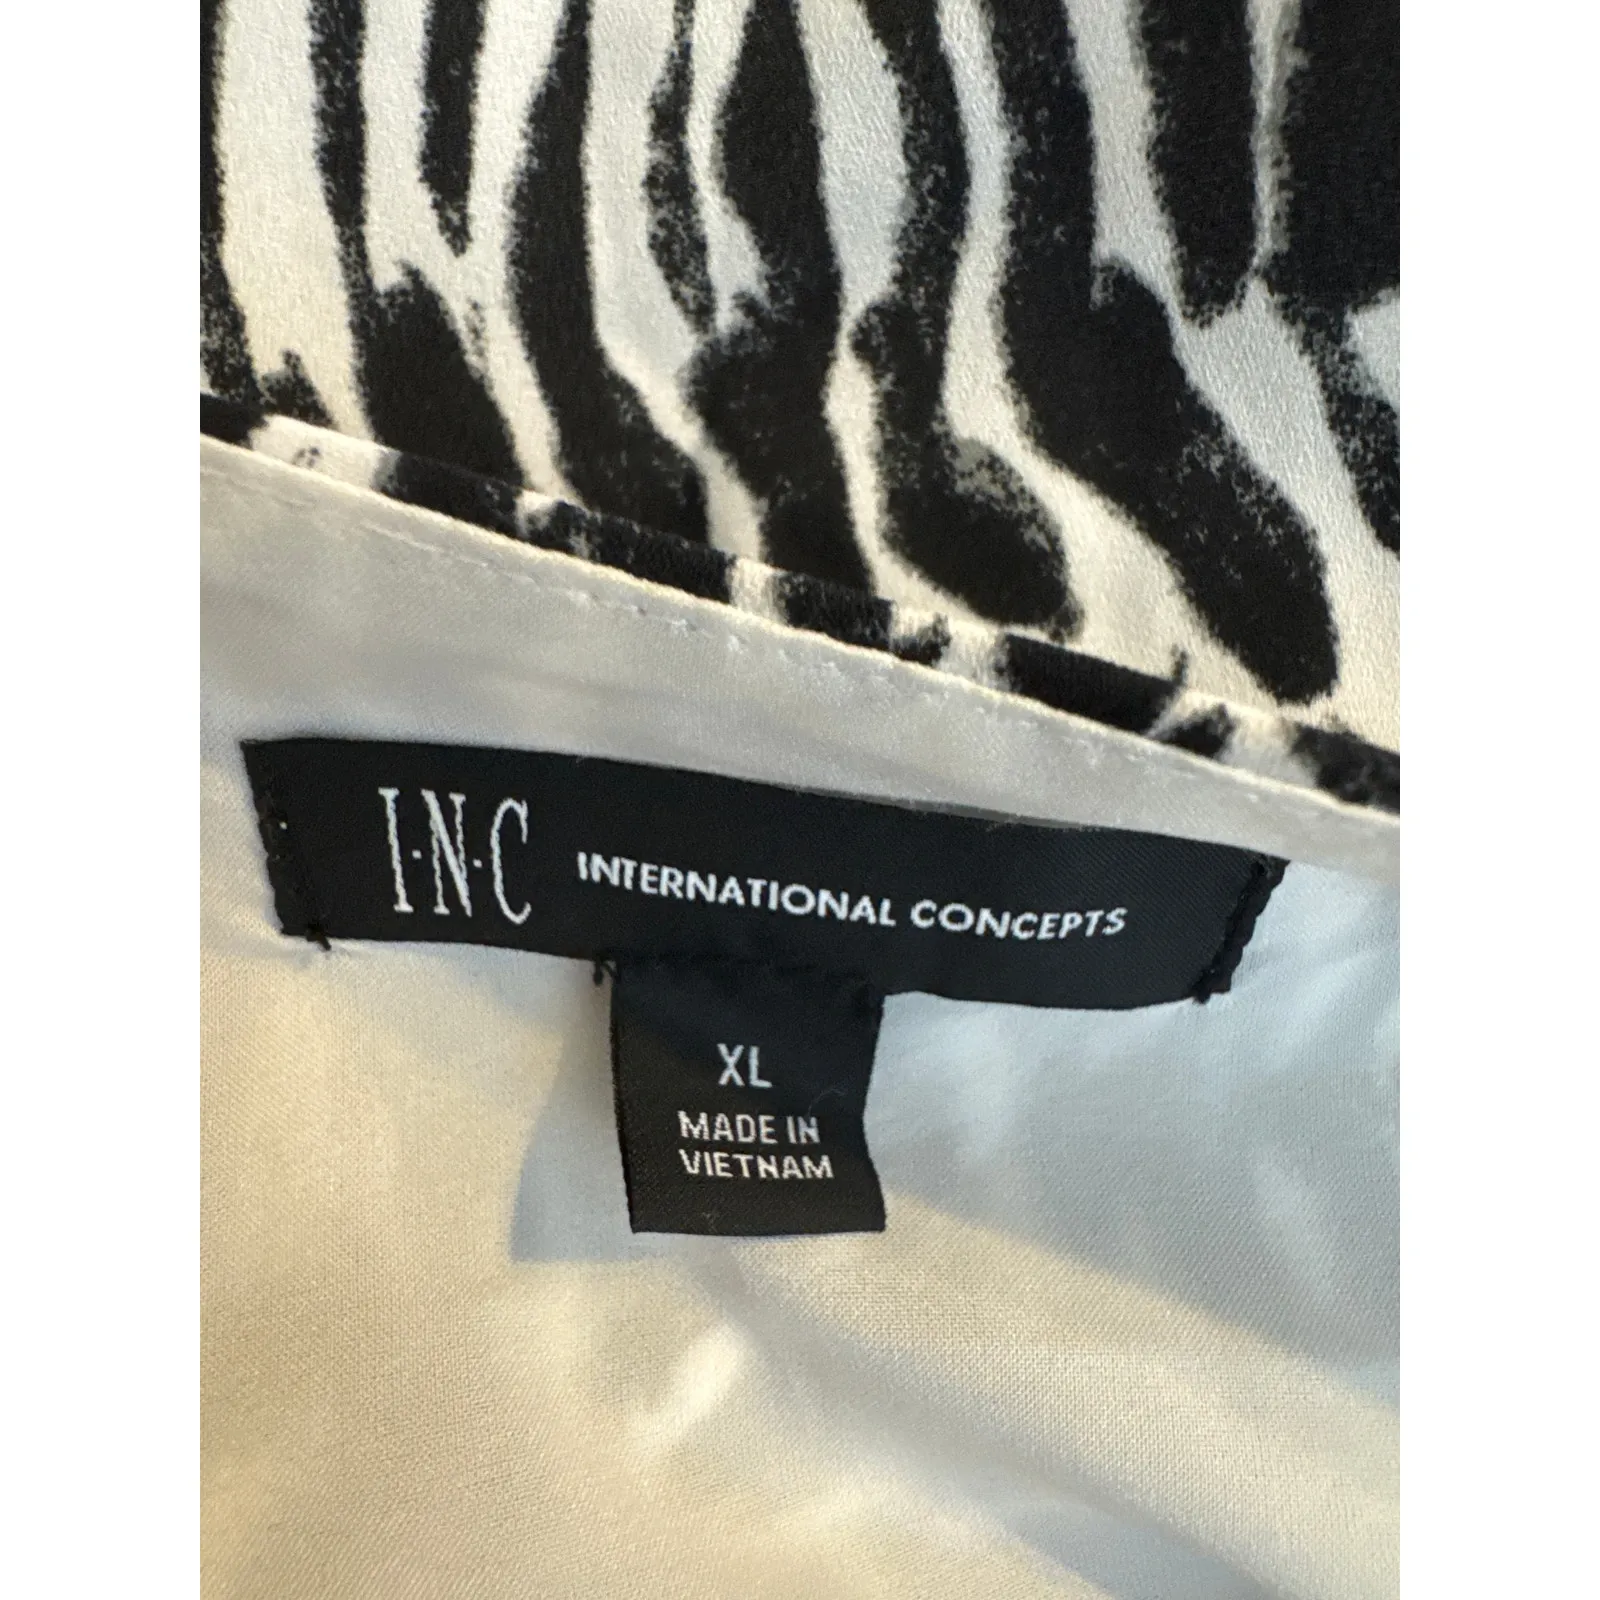 I·N·C INTERNATIONAL CONCEPTS
XL
MADE IN
VIETNAM